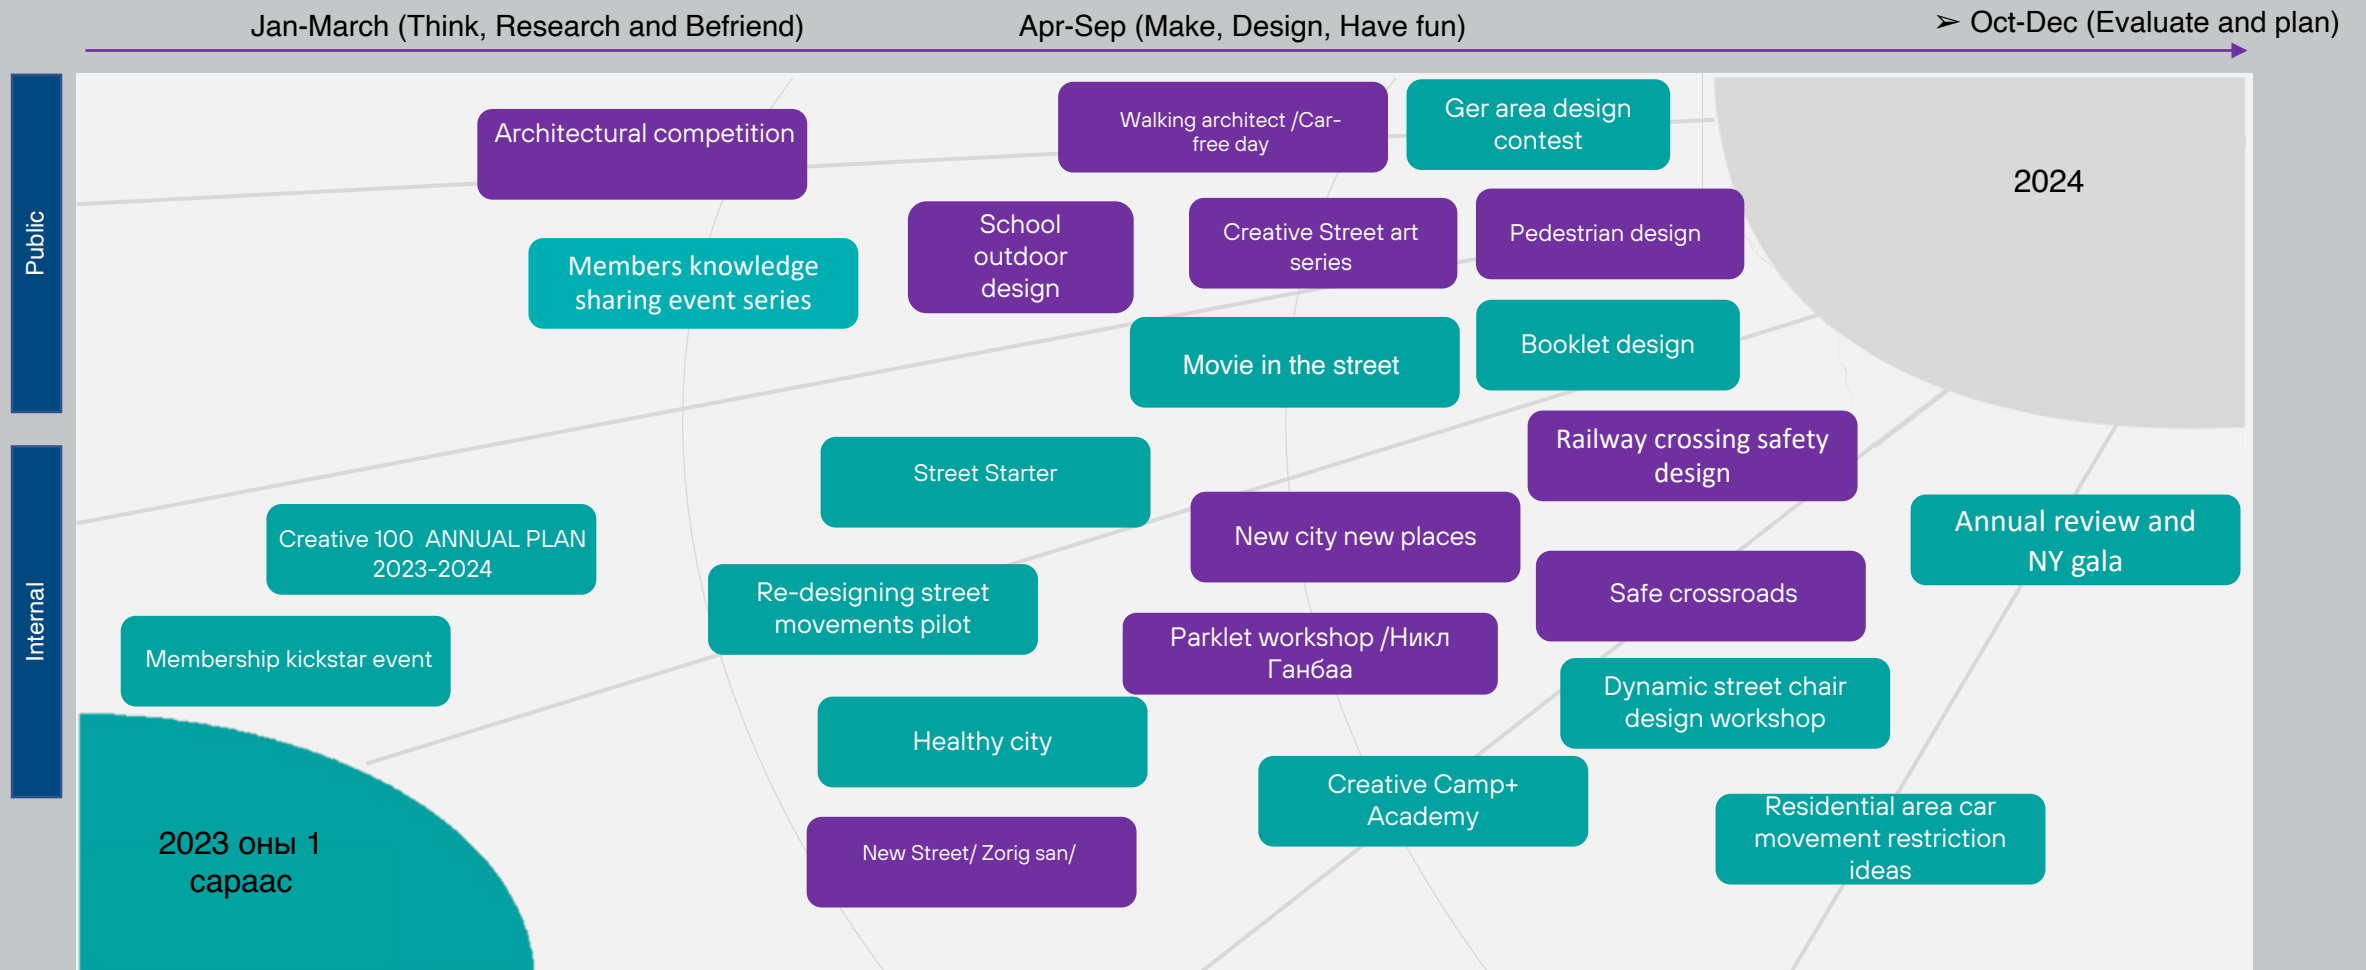 Jan-March (Think, Research and Befriend)
Apr-Sep (Make, Design, Have fun)
➢ Oct-Dec (Evaluate and plan)
Public
Architectural competition
Walking architect /Car-
free day
Ger area design
contest
2024
School
outdoor
design
Creative Street art
series
Pedestrian design
Members knowledge
sharing event series
Movie in the street
Booklet design
Internal
Street Starter
Railway crossing safety
design
Creative 100  ANNUAL PLAN
2023-2024
New city new places
Annual review and
NY gala
Re-designing street
movements pilot
Safe crossroads
Membership kickstar event
Parklet workshop /Никл
Ганбаа
Dynamic street chair
design workshop
Healthy city
Creative Camp+
Academy
Residential area car
movement restriction
ideas
2023 оны 1
сараас
New Street/ Zorig san/